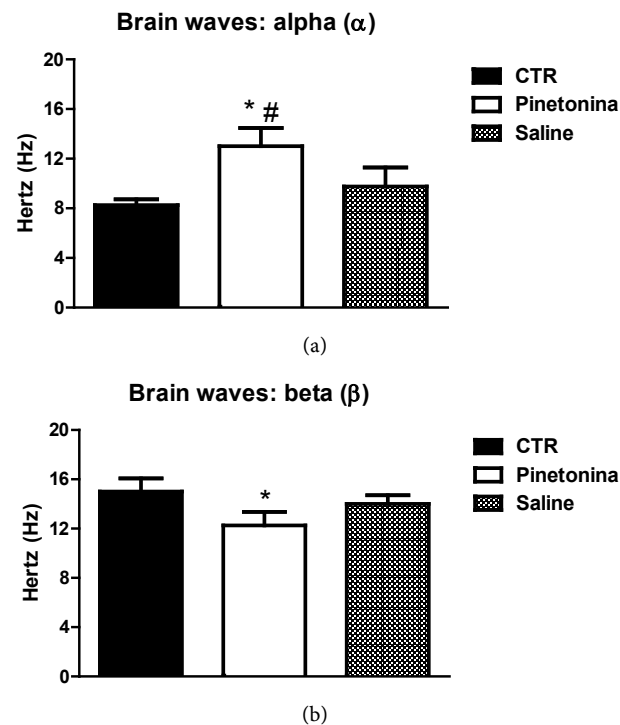 Brain waves: alpha (α)
20
16
12
8
4
0
Hertz (Hz)
* #
CTR
Pinetonina
Saline
(a)
Brain waves: beta (β)
20
16
12
8
4
0
Hertz (Hz)
*
CTR
Pinetonina
Saline
(b)